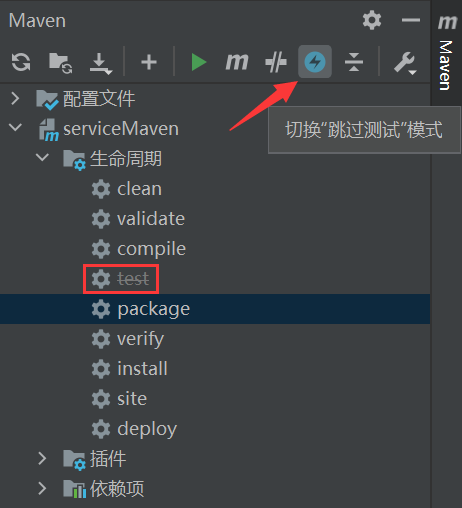 Maven
Maven
切换“跳过测试”模式
配置文件
serviceMaven
生命周期
clean
validate
compile
test
package
verify
install
site
deploy
插件
依赖项